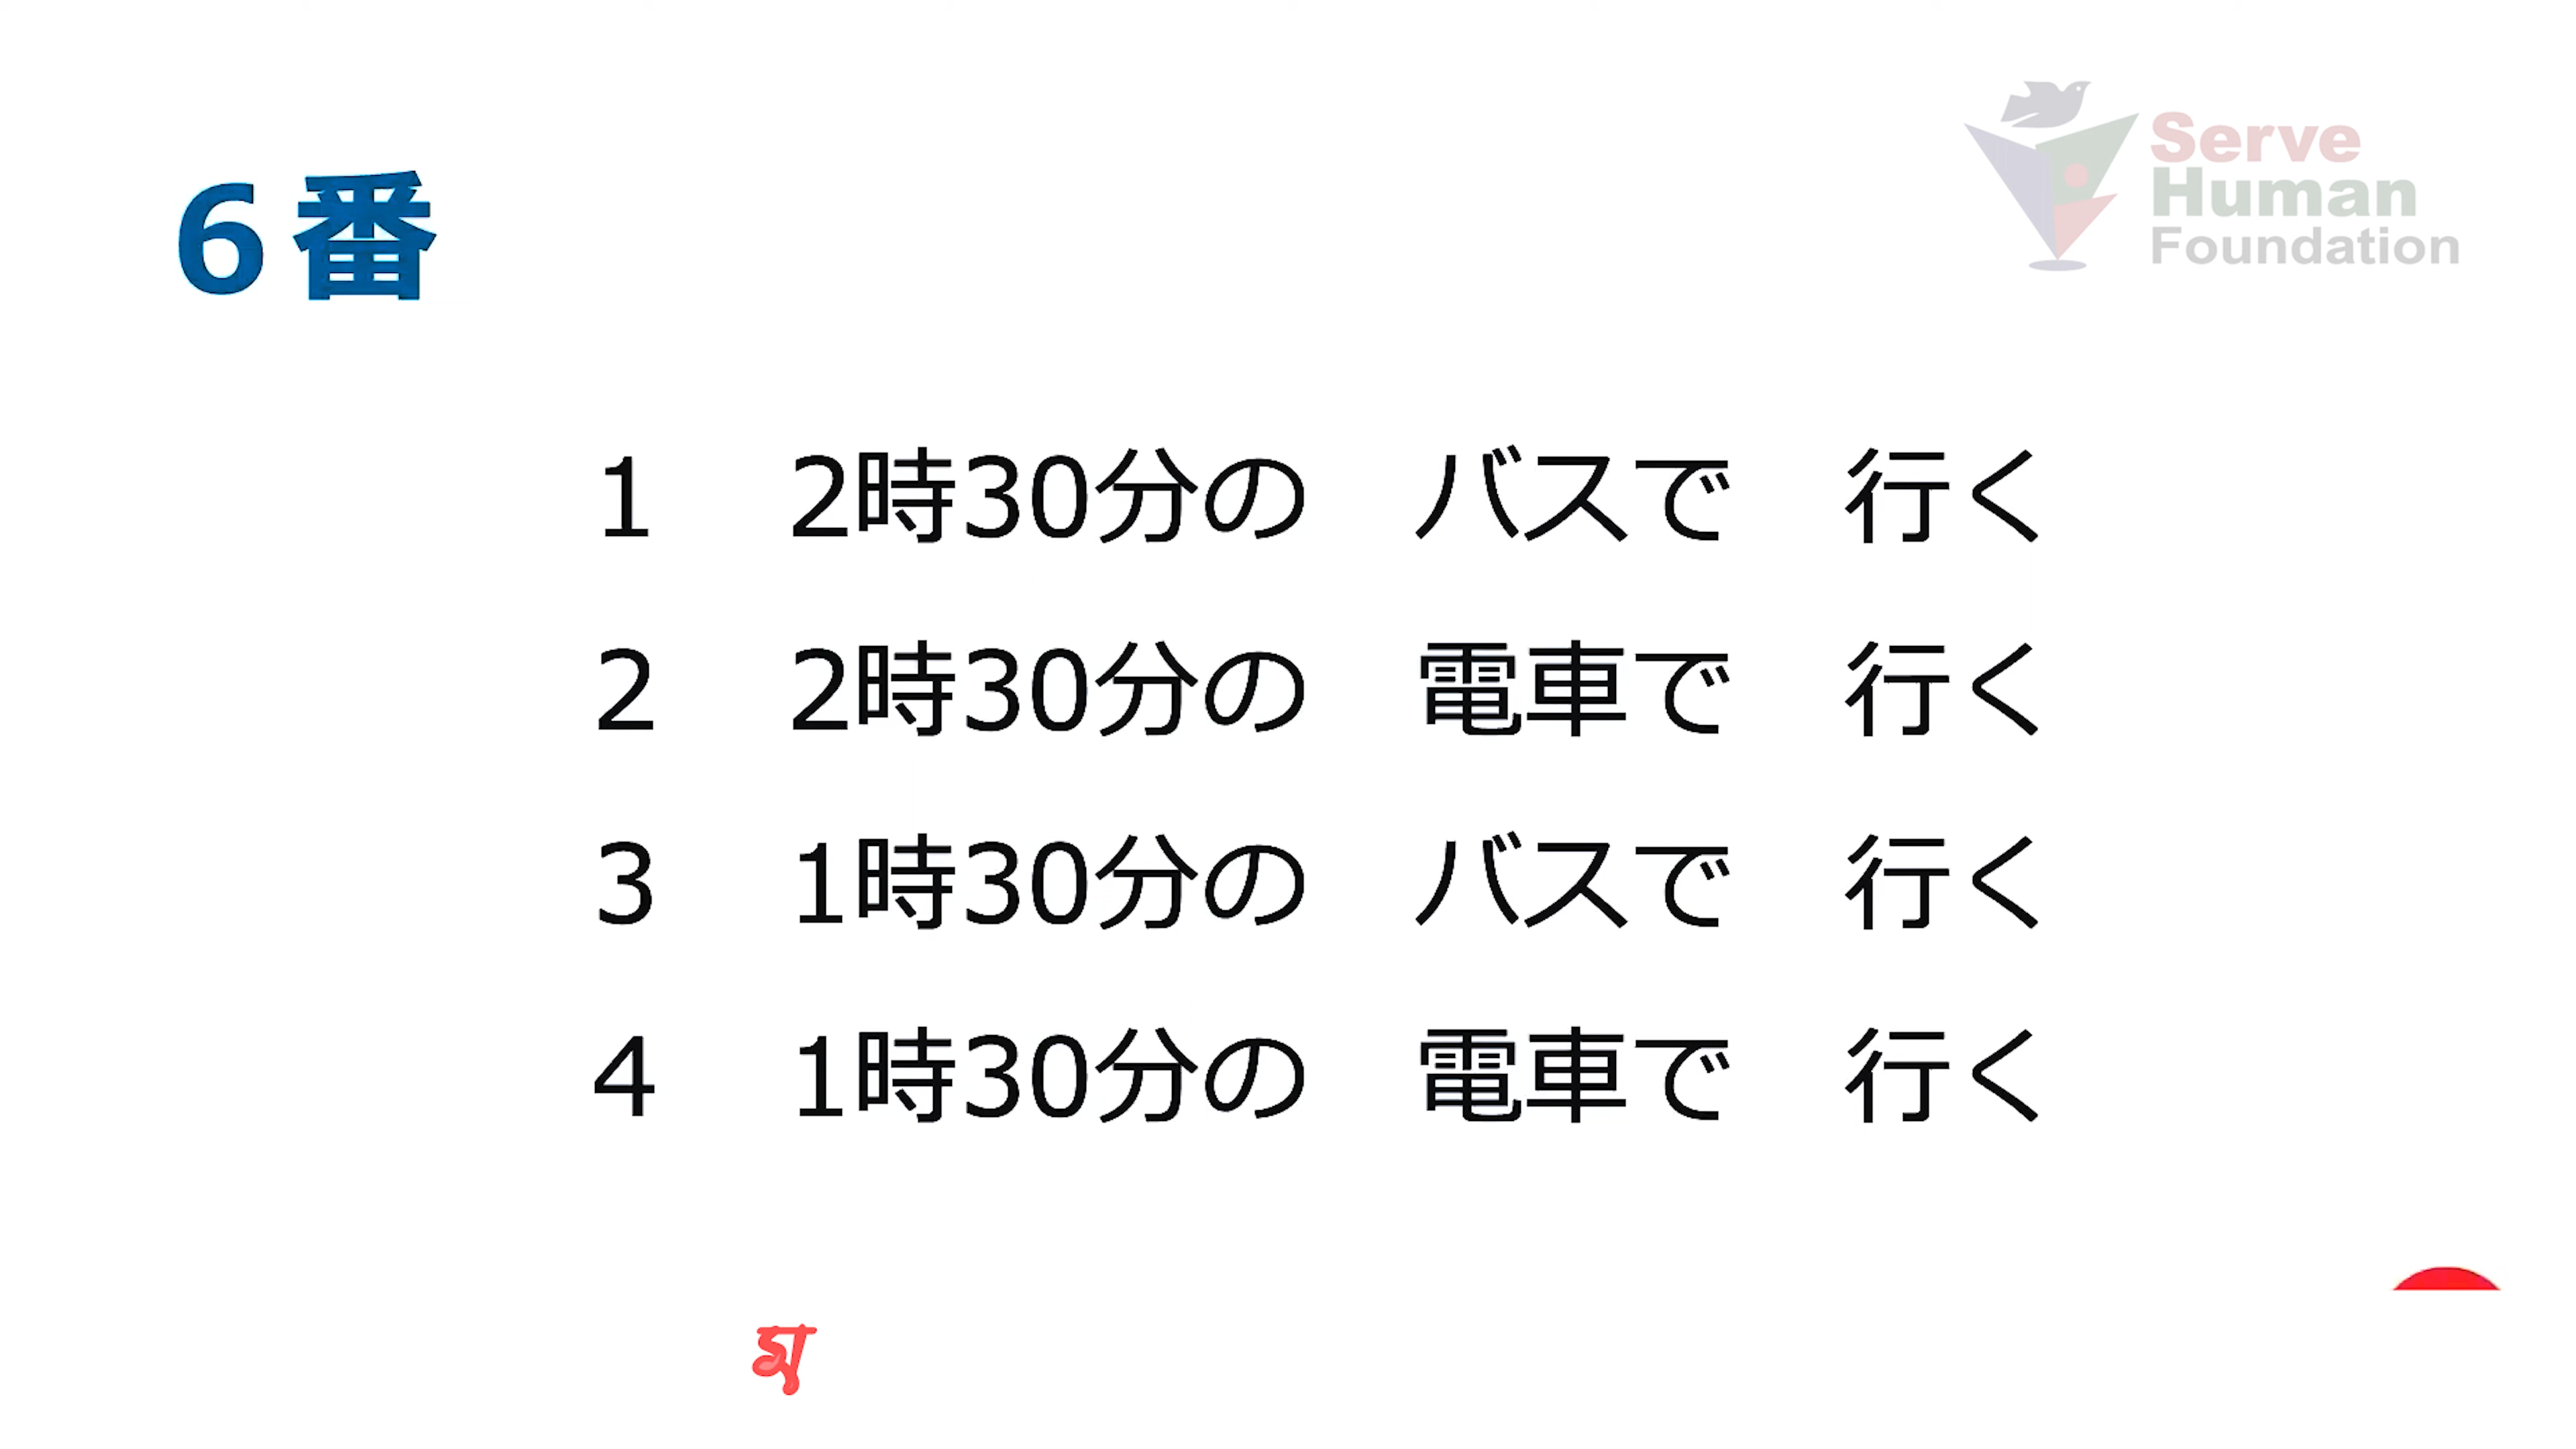 6番
Serve
Human
Foundation
1 2時30分の バスで 行く
2 2時30分の 電車で 行く
3 1時30分の バスで 行く
4 1時30分の 電車で 行く